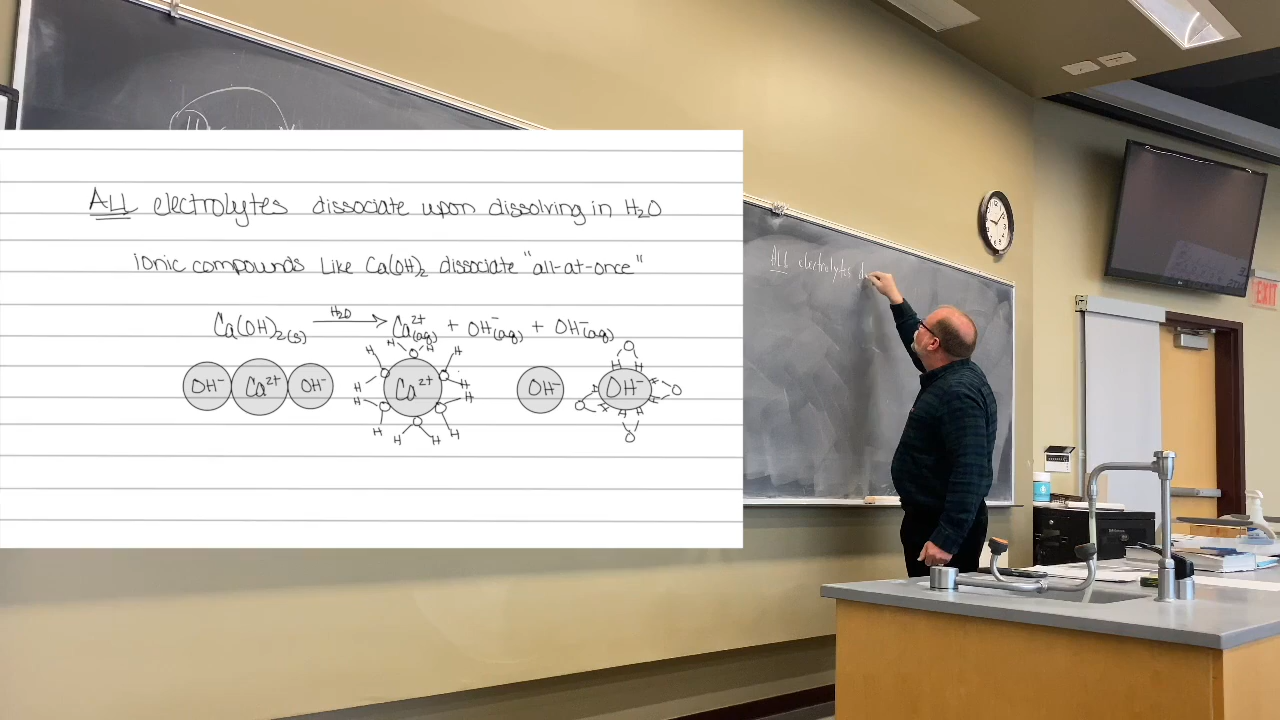 ALL electrolytes dissociate upon dissolving in H₂O
ionic compounds like Ca(OH)₂ dissociate "all-at-once"
H₂O
Ca(OH)₂(s) ⟶ Ca²⁺(aq) + OH⁻(aq) + OH⁻(aq)
OH⁻ Ca²⁺ OH⁻
H H H H H H H H H H H H
Ca²⁺
OH⁻
O H H OH⁻ O O O H H
ALL electrolytes d
EXIT